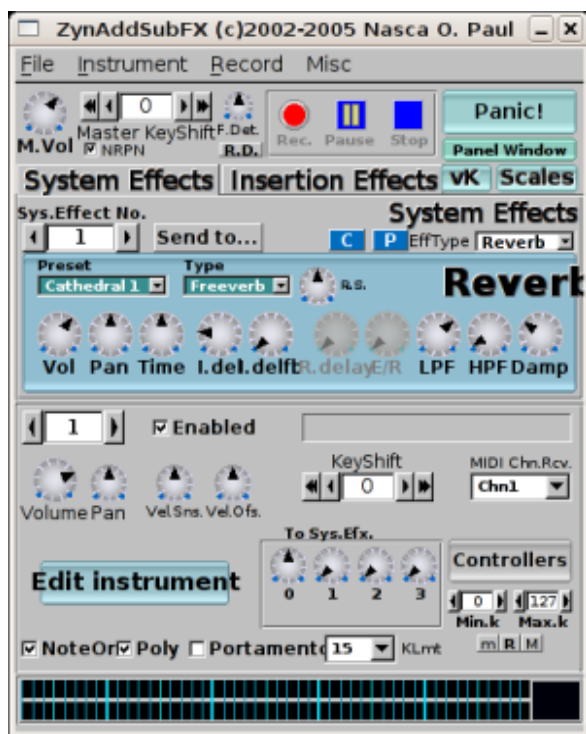 ZynAddSubFX (c)2002-2005 Nasca O. Paul
File Instrument Record Misc
0
M.Vol Master KeyShift F.Det.
NRPN R.D.
Rec. Pause Stop
Panic!
Panel Window
System Effects Insertion Effects vK Scales
Sys.Effect No. System Effects
1 Send to... C P EffType Reverb
Preset Type
Cathedral 1 Freeverb R.S. Reverb
Vol Pan Time I.del I.delfb R.delay E/R LPF HPF Damp
1 Enabled
KeyShift MIDI Chn.Rcv.
0 Chn1
Volume Pan Vel.Sns. Vel.Ofs.
To Sys.Efx.
Edit instrument 0 1 2 3 Controllers
0 127
Min.k Max.k
NoteOn Poly Portamento 15 KLmt m R M